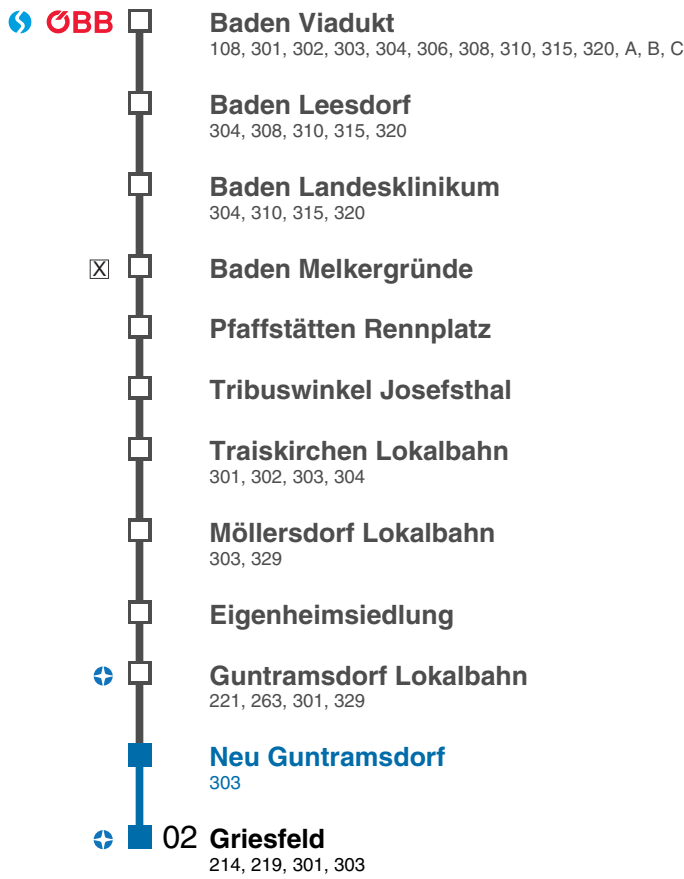 ÖBB Baden Viadukt
108, 301, 302, 303, 304, 306, 308, 310, 315, 320, A, B, C
Baden Leesdorf
304, 308, 310, 315, 320
Baden Landesklinikum
304, 310, 315, 320
X Baden Melkergründe
Pfaffstätten Rennplatz
Tribuswinkel Josefsthal
Traiskirchen Lokalbahn
301, 302, 303, 304
Möllersdorf Lokalbahn
303, 329
Eigenheimsiedlung
Guntramsdorf Lokalbahn
221, 263, 301, 329
Neu Guntramsdorf
303
02 Griesfeld
214, 219, 301, 303